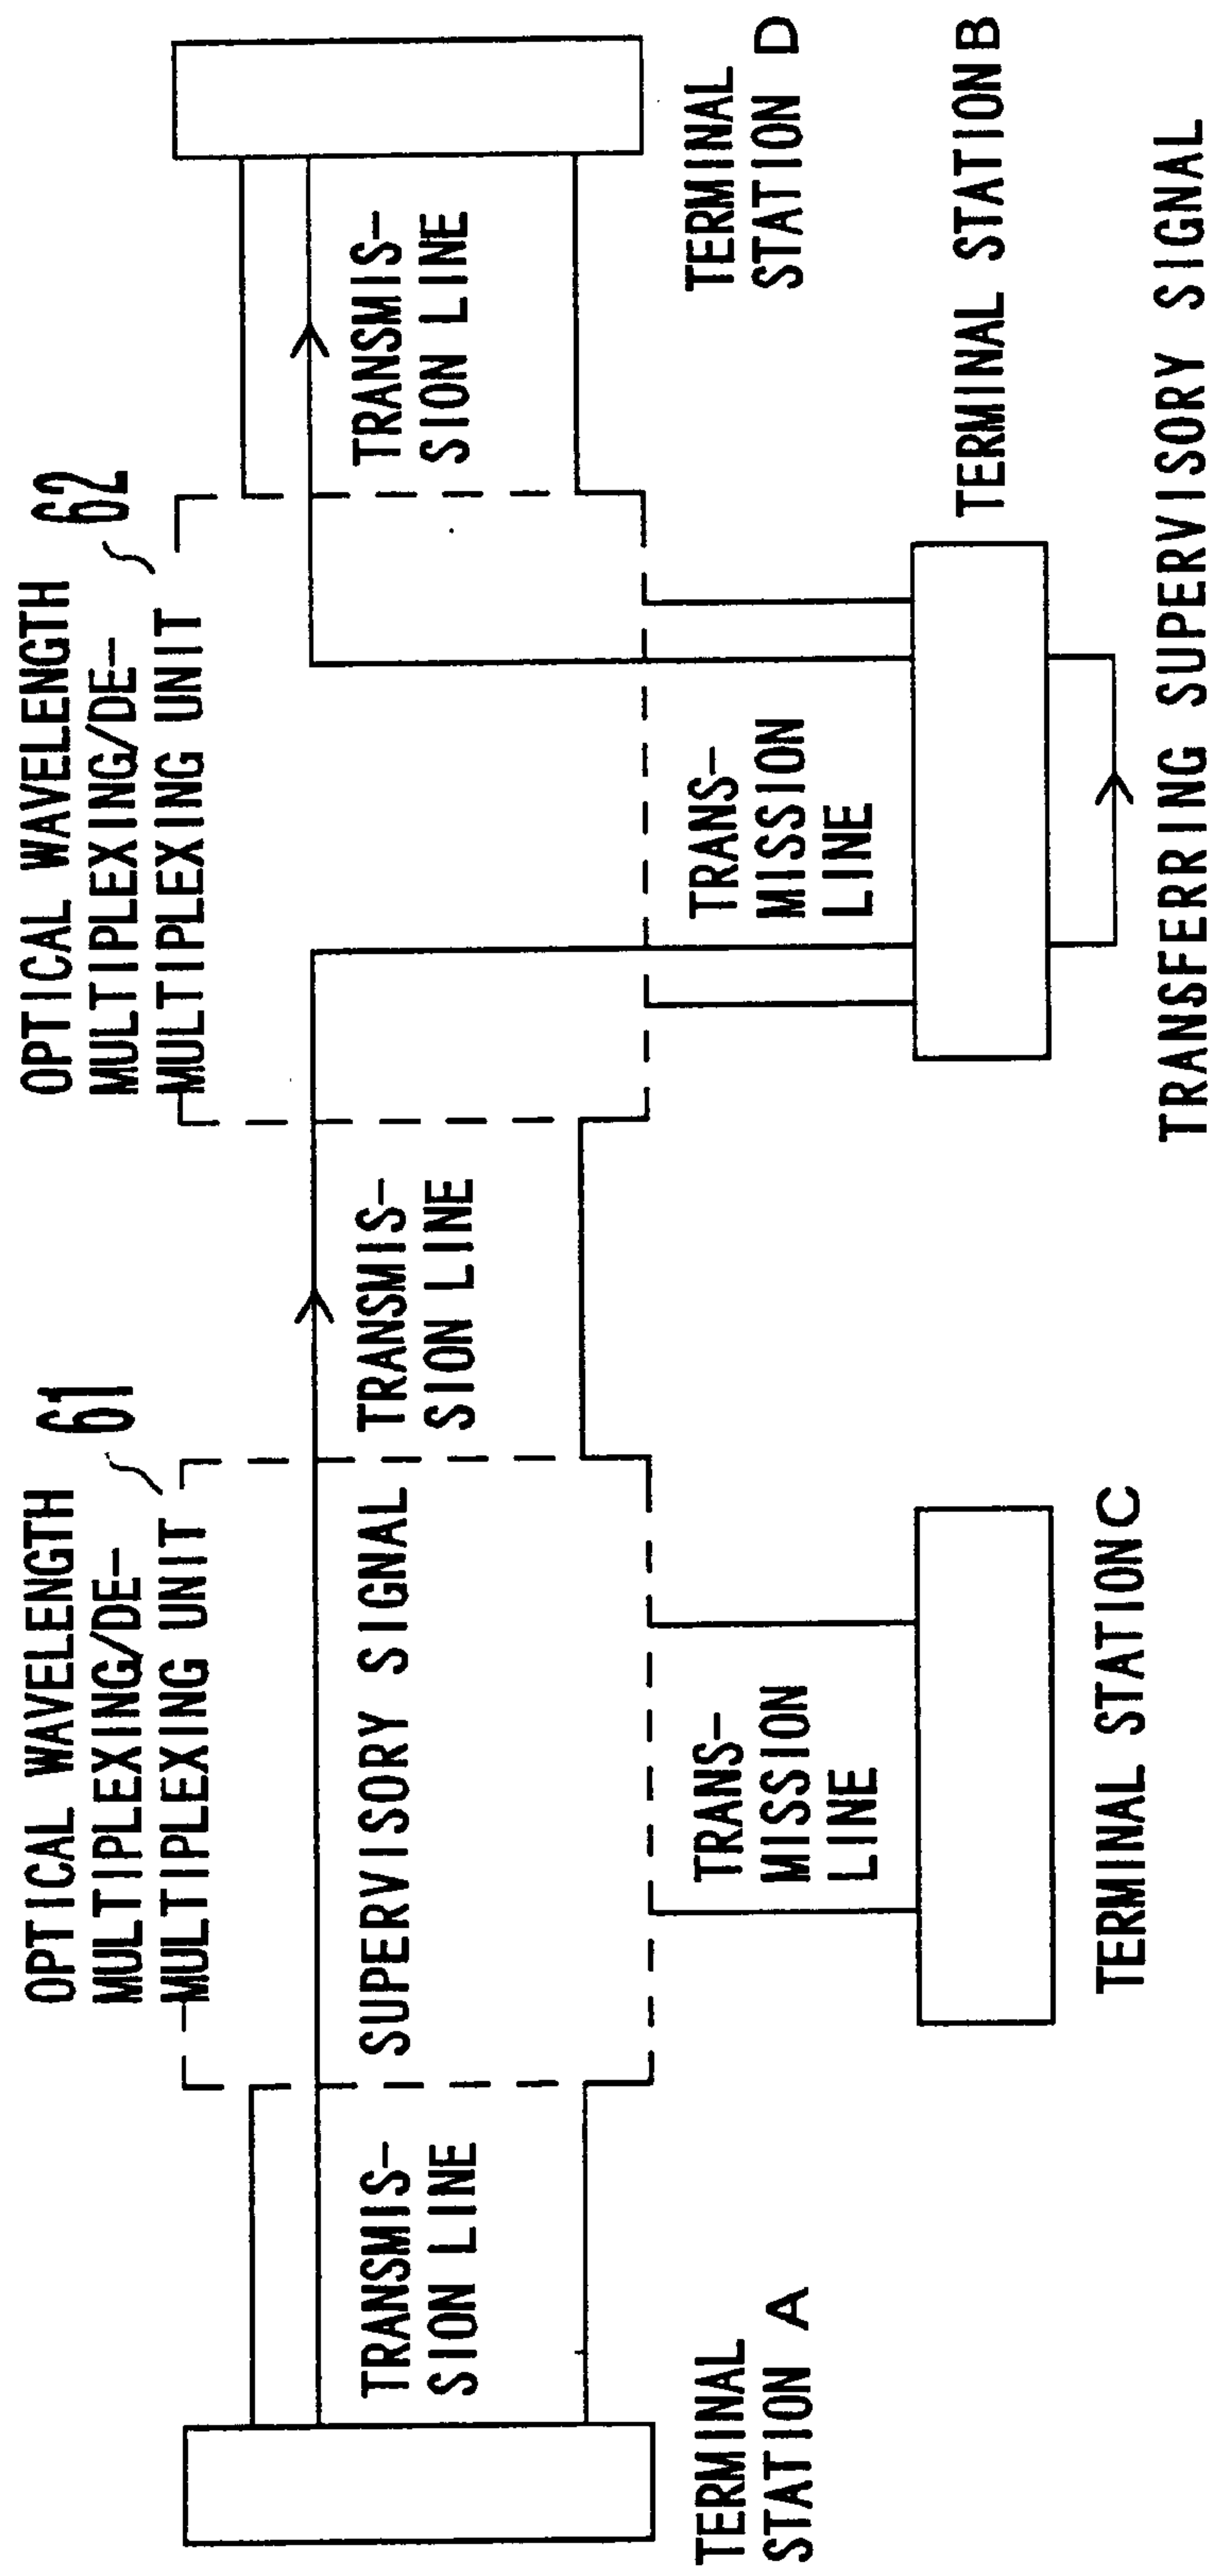 OPTICAL WAVELENGTH
MULTIPLEXING/DE-
MULTIPLEXING UNIT
61
OPTICAL WAVELENGTH
MULTIPLEXING/DE-
MULTIPLEXING UNIT
62
TRANSMIS-
SION LINE
SUPERVISORY SIGNAL
TRANSMIS-
SION LINE
TRANSMIS-
SION LINE
TERMINAL
STATION A
TRANS-
MISSION
LINE
TRANS-
MISSION
LINE
TERMINAL
STATION D
TERMINAL STATION C
TERMINAL STATION B
TRANSFERRING SUPERVISORY SIGNAL